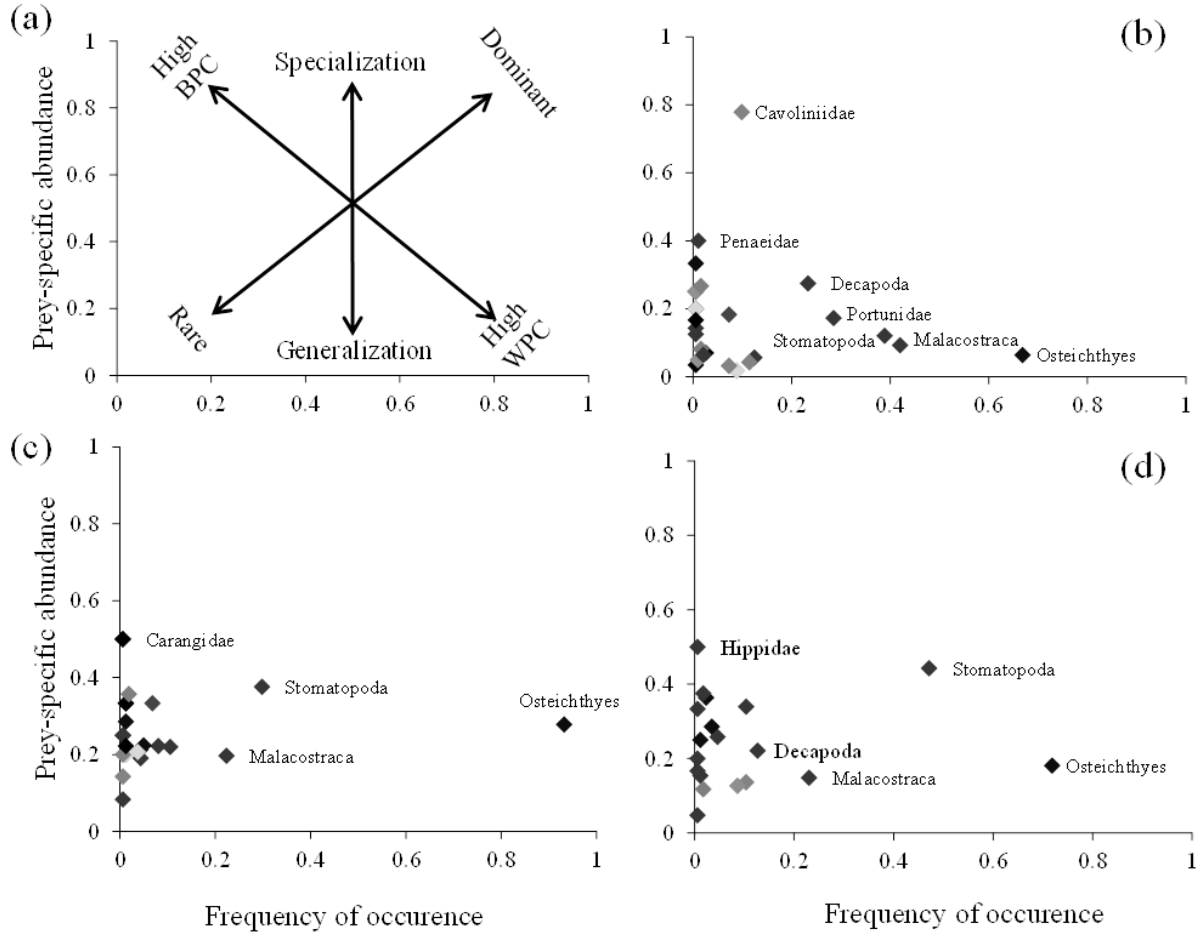 (a)
Prey-specific abundance
1
0.8
0.6
0.4
0.2
0
0 0.2 0.4 0.6 0.8 1
High
BPC
Specialization
Dominant
Rare
Generalization
High
WPC
(b)
1
0.8
0.6
0.4
0.2
0
0 0.2 0.4 0.6 0.8 1
Cavoliniidae
Penaeidae
Decapoda
Portunidae
Stomatopoda
Malacostraca
Osteichthyes
(c)
Prey-specific abundance
1
0.8
0.6
0.4
0.2
0
0 0.2 0.4 0.6 0.8 1
Carangidae
Stomatopoda
Osteichthyes
Malacostraca
Frequency of occurence
(d)
1
0.8
0.6
0.4
0.2
0
0 0.2 0.4 0.6 0.8 1
Hippidae
Stomatopoda
Decapoda
Malacostraca
Osteichthyes
Frequency of occurence